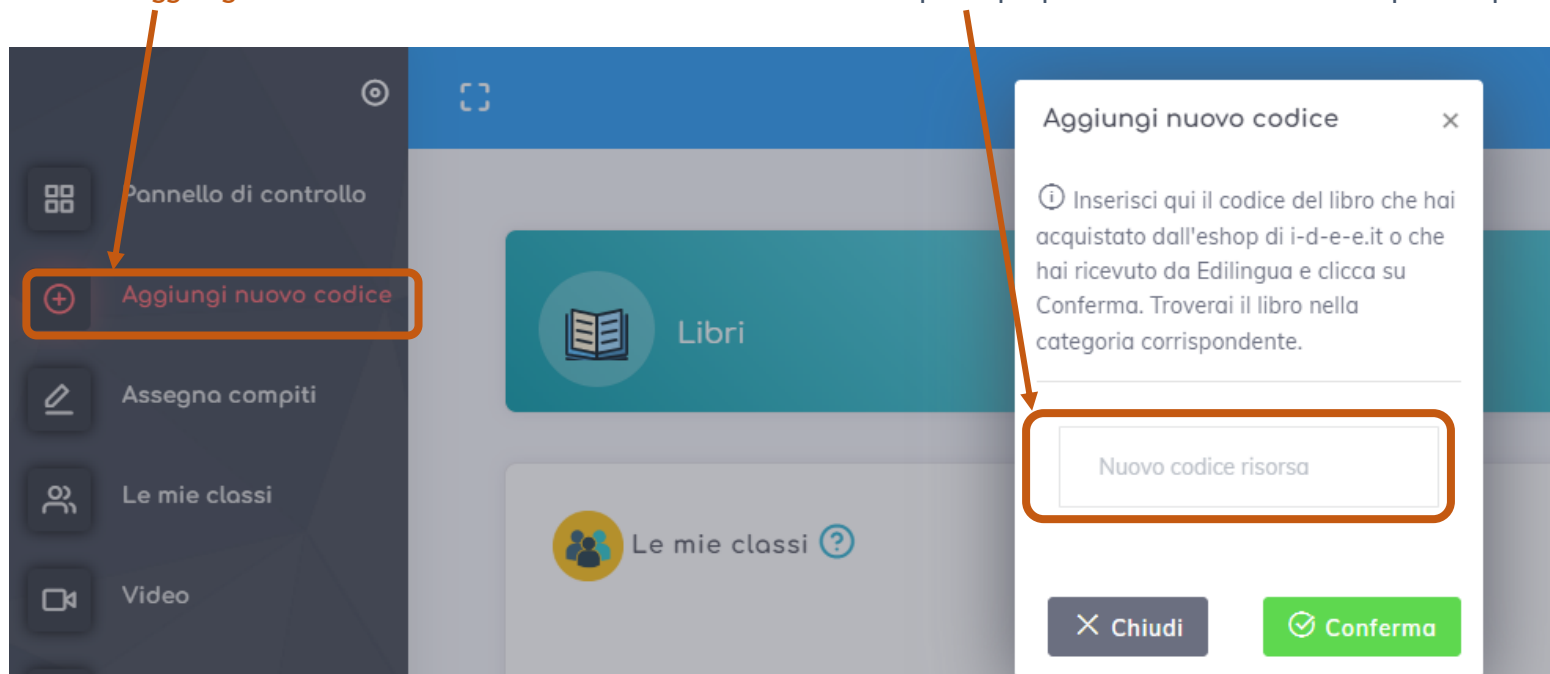 Pannello di controllo
Aggiungi nuovo codice
Assegna compiti
Le mie classi
Video
Libri
Le mie classi
Aggiungi nuovo codice
Inserisci qui il codice del libro che hai
acquistato dall'eshop di i-d-e-e.it o che
hai ricevuto da Edilingua e clicca su
Conferma. Troverai il libro nella
categoria corrispondente.
Nuovo codice risorsa
Chiudi
Conferma